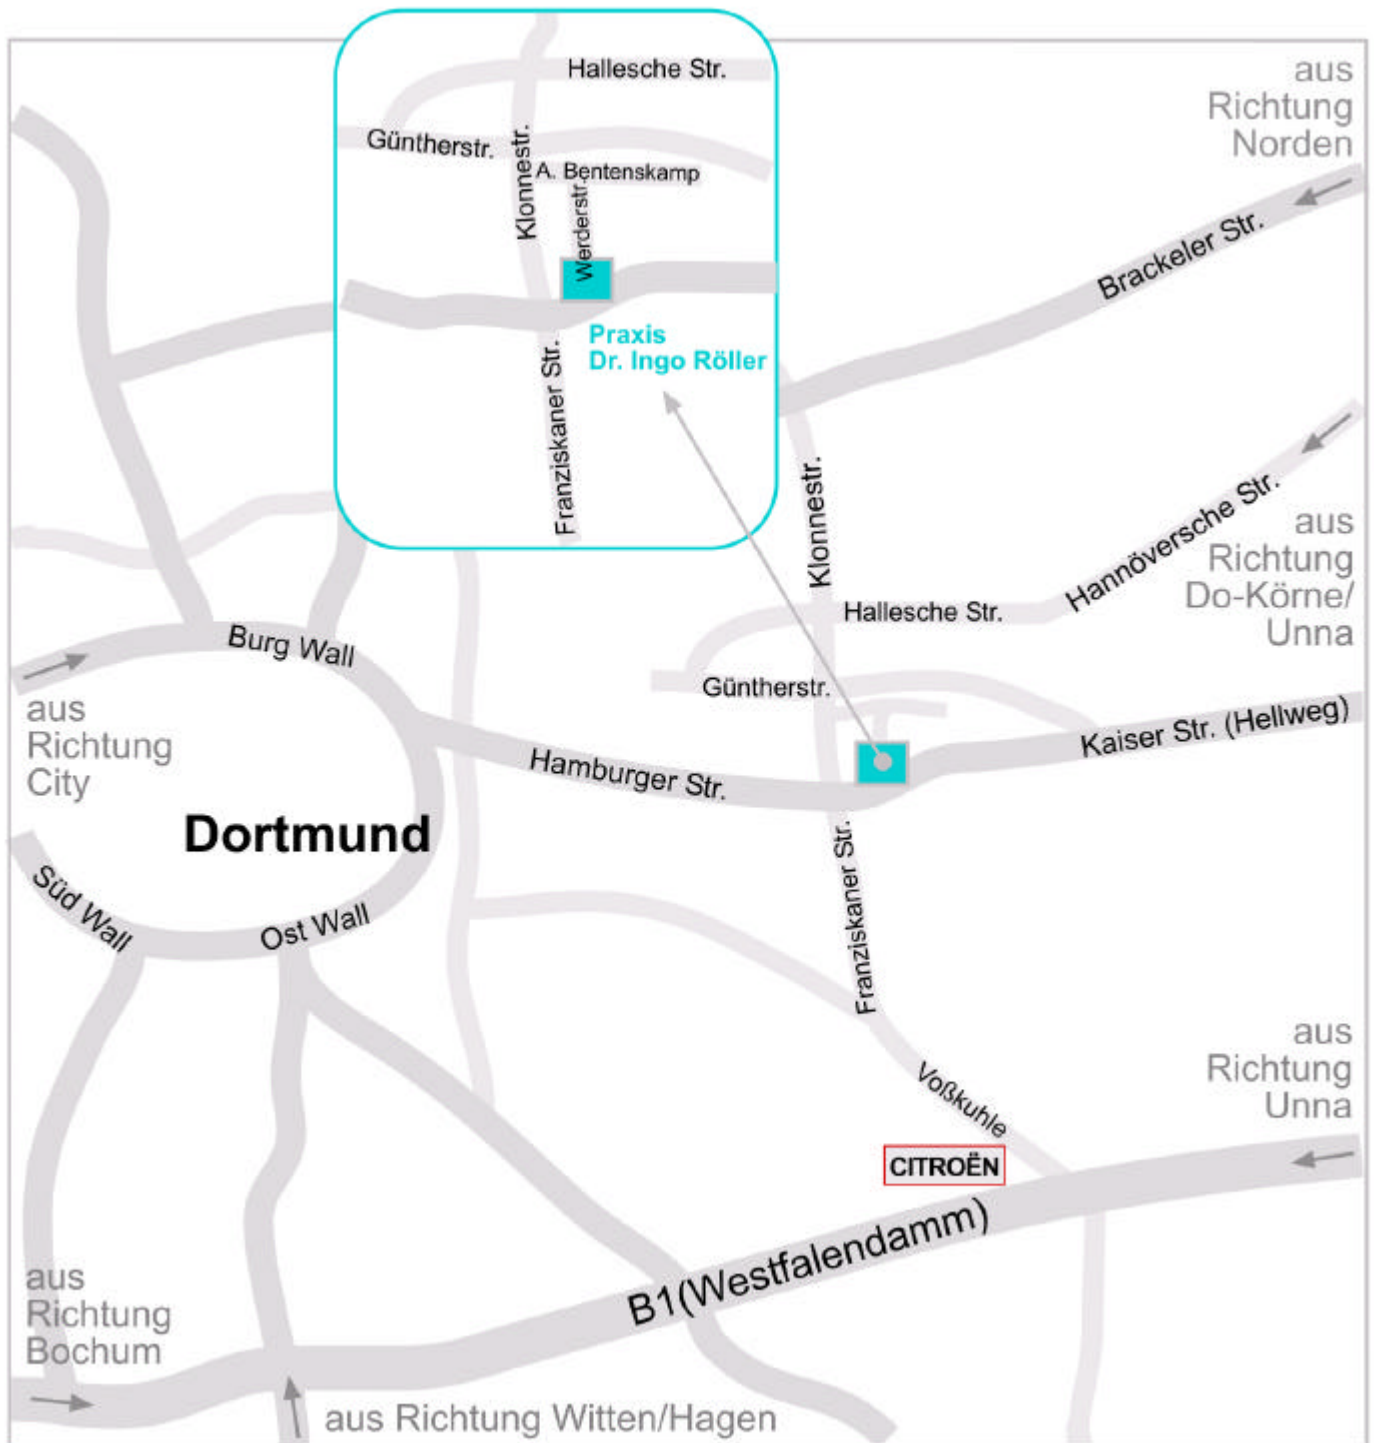 Hallesche Str.
Güntherstr.
Klonnestr.
A. Bentenskamp
Werderstr.
Praxis
Dr. Ingo Röller
Franziskaner Str.
aus
Richtung
Norden
Brackeler Str.
Klonnestr.
Hannöversche Str.
aus
Richtung
Do-Körne/
Unna
Hallesche Str.
Güntherstr.
Burg Wall
aus
Richtung
City
Hamburger Str.
Kaiser Str. (Hellweg)
Dortmund
Süd Wall
Ost Wall
Franziskaner Str.
Voßkuhle
aus
Richtung
Unna
CITROËN
B1(Westfalendamm)
aus
Richtung
Bochum
aus Richtung Witten/Hagen